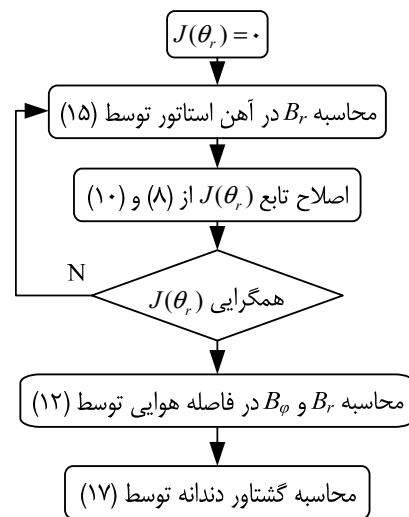 J(θr)=۰
محاسبه Br در آهن استاتور توسط (۱۵)
اصلاح تابع J(θr) از (۸) و (۱۰)
N
همگرایی J(θr)
محاسبه Br و Bφ در فاصله هوایی توسط (۱۲)
محاسبه گشتاور دندانه توسط (۱۷)